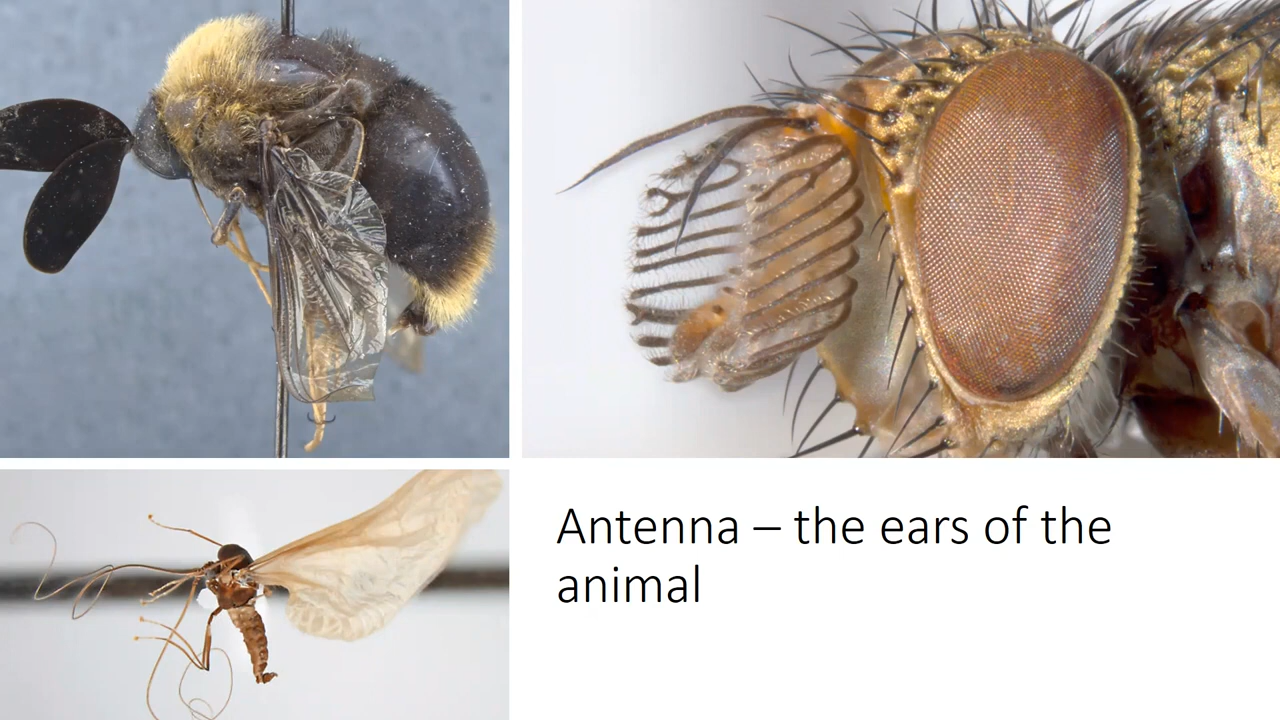 Antenna – the ears of the
animal